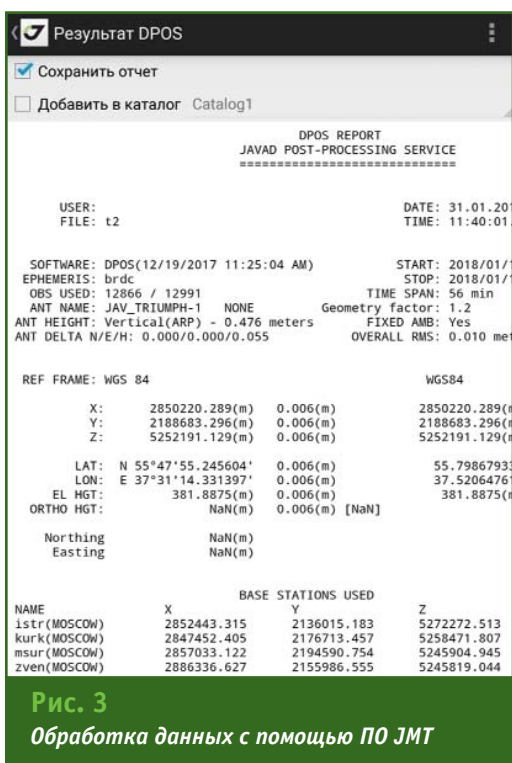 Результат DPOS
Сохранить отчет
Добавить в каталог Catalog1
DPOS REPORT
JAVAD POST-PROCESSING SERVICE
=============================
USER: DATE: 31.01.201
FILE: t2 TIME: 11:40:01.
SOFTWARE: DPOS(12/19/2017 11:25:04 AM) START: 2018/01/1
EPHEMERIS: brdc STOP: 2018/01/1
OBS USED: 12866 / 12991 TIME SPAN: 56 min
ANT NAME: JAV_TRIUMPH-1 NONE Geometry factor: 1.2
ANT HEIGHT: Vertical(ARP) - 0.476 meters FIXED AMB: Yes
ANT DELTA N/E/H: 0.000/0.000/0.055 OVERALL RMS: 0.010 met
REF FRAME: WGS 84 WGS84
X: 2850220.289(m) 0.006(m) 2850220.289(m
Y: 2188683.296(m) 0.006(m) 2188683.296(m
Z: 5252191.129(m) 0.006(m) 5252191.129(m
LAT: N 55°47'55.245604' 0.006(m) 55.7986793
LON: E 37°31'14.331397' 0.006(m) 37.5206476
EL HGT: 381.8875(m) 0.006(m) 381.8875(m
ORTHO HGT: NaN(m) 0.006(m) [NaN]
Northing NaN(m)
Easting NaN(m)
BASE STATIONS USED
NAME X Y Z
istr(MOSCOW) 2852443.315 2136015.183 5272272.513
kurk(MOSCOW) 2847452.405 2176713.457 5258471.807
msur(MOSCOW) 2857033.122 2194590.754 5245904.945
zven(MOSCOW) 2886336.627 2155986.555 5245819.044
Рис. 3
Обработка данных с помощью ПО JMT